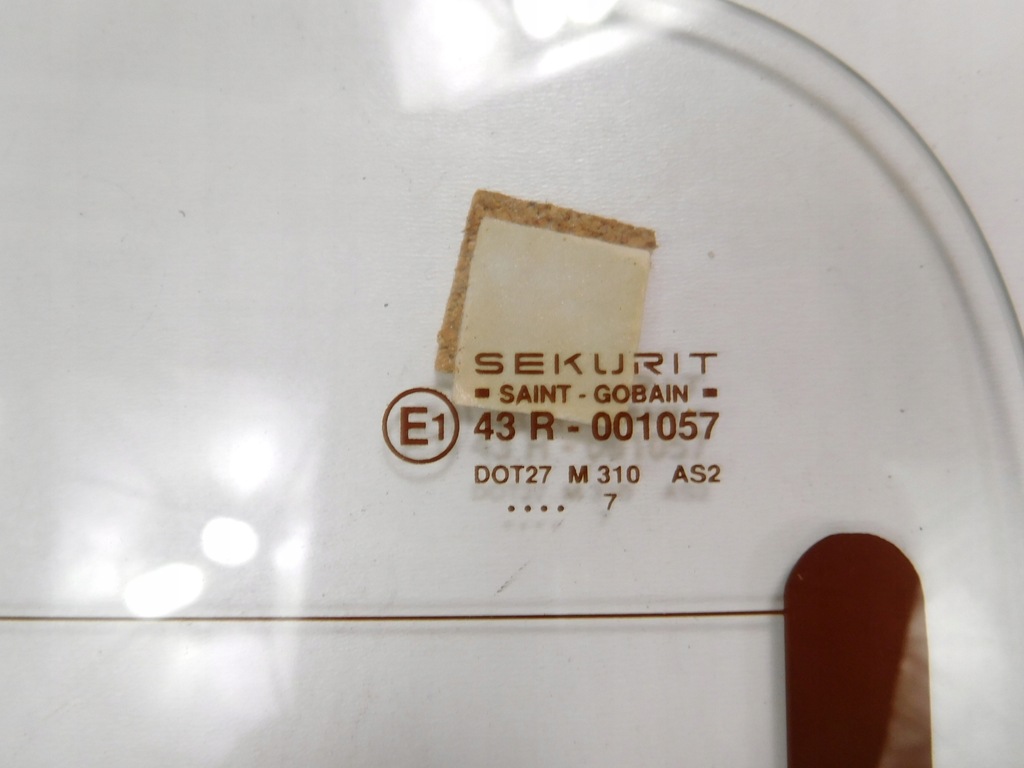 SEKURIT
SAINT - GOBAIN
E1 43 R - 001057
DOT27 M 310 AS2
.... 7